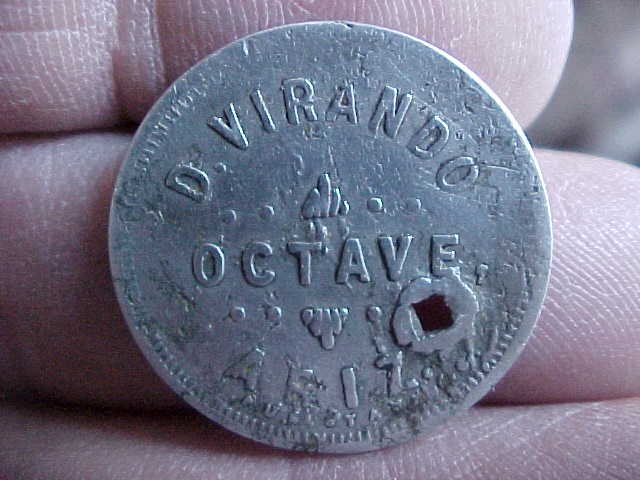 D. VIRANDO
OCTAVE,
ARIZ.